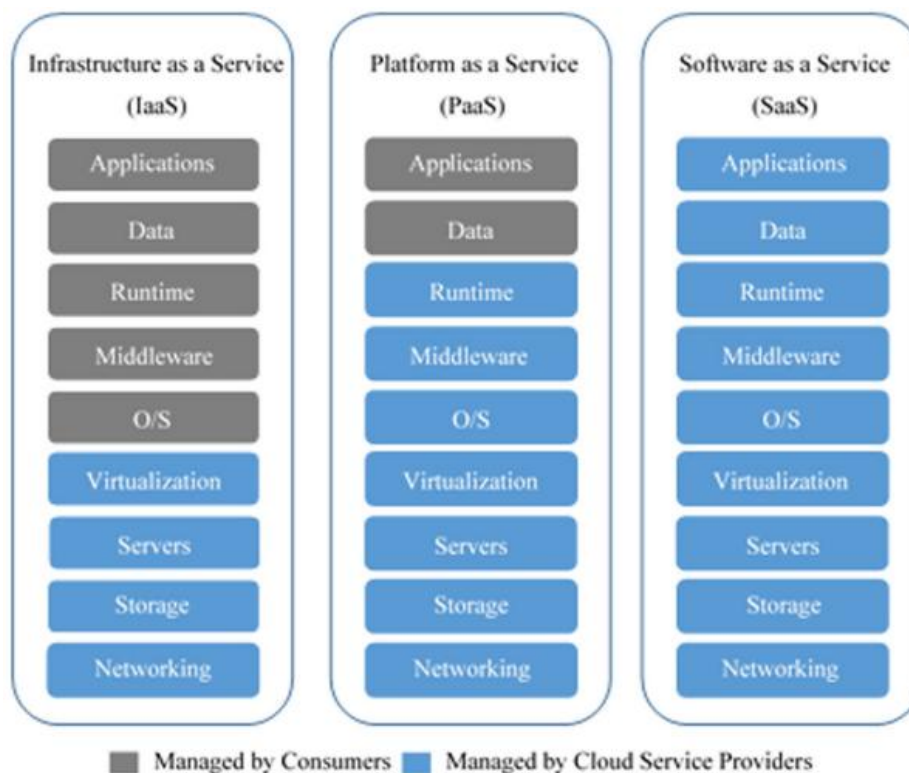 Infrastructure as a Service
(IaaS)
Applications
Data
Runtime
Middleware
O/S
Virtualization
Servers
Storage
Networking
Platform as a Service
(PaaS)
Applications
Data
Runtime
Middleware
O/S
Virtualization
Servers
Storage
Networking
Software as a Service
(SaaS)
Applications
Data
Runtime
Middleware
O/S
Virtualization
Servers
Storage
Networking
Managed by Consumers
Managed by Cloud Service Providers